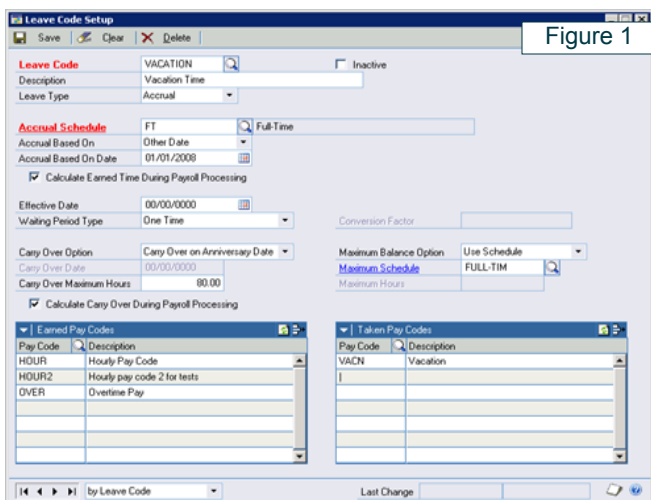 Leave Code Setup
Save Clear Delete
Figure 1
Leave Code VACATION Inactive
Description Vacation Time
Leave Type Accrual
Accrual Schedule FT Full-Time
Accrual Based On Other Date
Accrual Based On Date 01/01/2008
Calculate Earned Time During Payroll Processing
Effective Date 00/00/0000
Waiting Period Type One Time Conversion Factor
Carry Over Option Carry Over on Anniversary Date Maximum Balance Option Use Schedule
Carry Over Date 00/00/0000 Maximum Schedule FULL-TIM
Carry Over Maximum Hours 80.00 Maximum Hours
Calculate Carry Over During Payroll Processing
Earned Pay Codes Taken Pay Codes
Pay Code Description Pay Code Description
HOUR Hourly Pay Code VACN Vacation
HOUR2 Hourly pay code 2 for tests
OVER Overtime Pay
by Leave Code Last Change